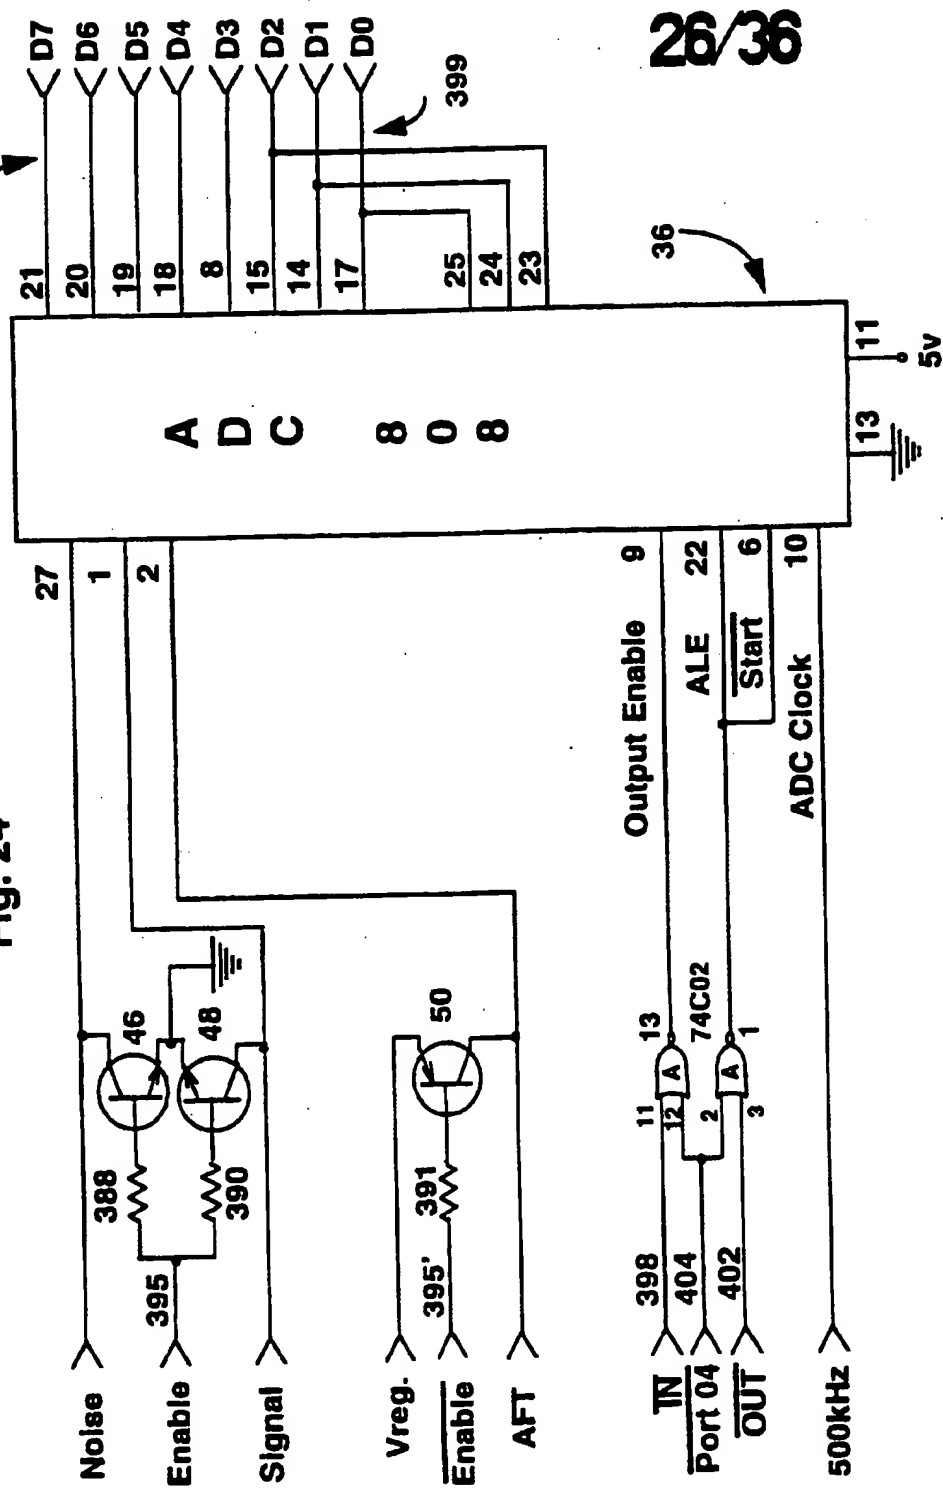 26/36
Fig. 24
Noise
Enable
Signal
Vreg.
Enable
AFT
IN
Port 04
OUT
500kHz
395
388
390
46
48
395'
391
50
398
404
402
11
12
2
3
A
A
13
74C02
1
Output Enable
ALE
Start
ADC Clock
27
1
2
9
22
6
10
ADC 808
13
11
5v
36
21
20
19
18
8
15
14
17
25
24
23
399
D7
D6
D5
D4
D3
D2
D1
D0